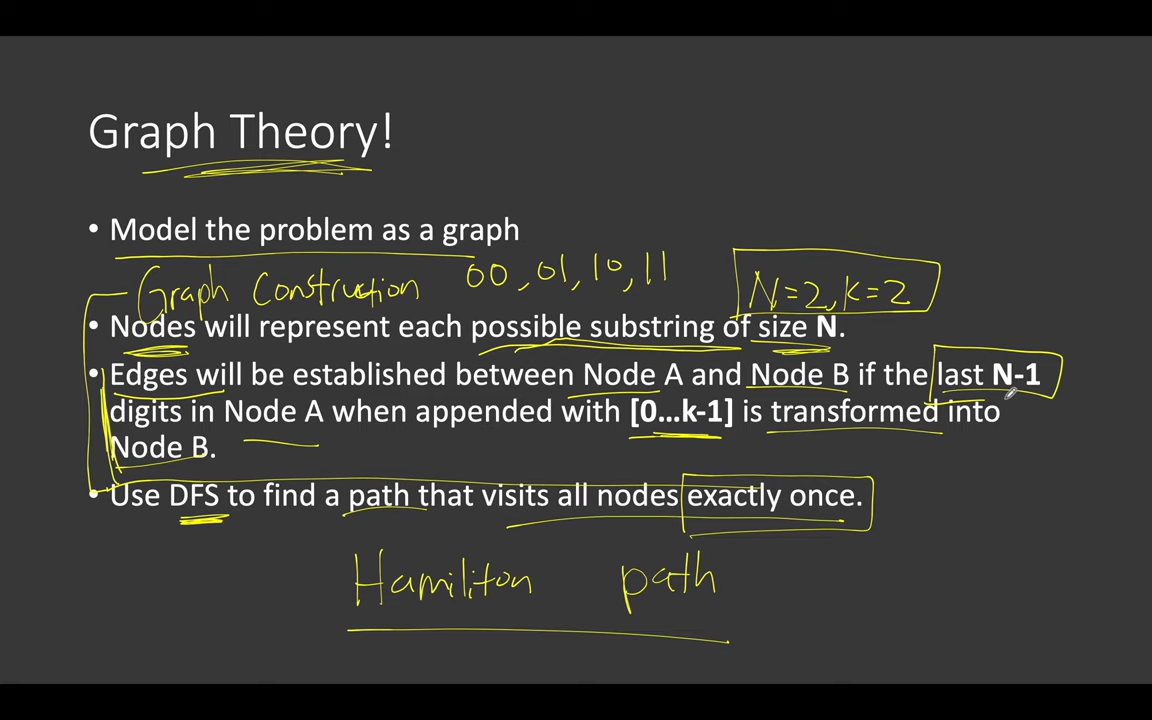 Graph Theory!
• Model the problem as a graph
Graph Construction 00, 01, 10, 11 N=2, k=2
• Nodes will represent each possible substring of size N.
• Edges will be established between Node A and Node B if the last N-1
digits in Node A when appended with [0...k-1] is transformed into
Node B.
• Use DFS to find a path that visits all nodes exactly once.
Hamiliton path